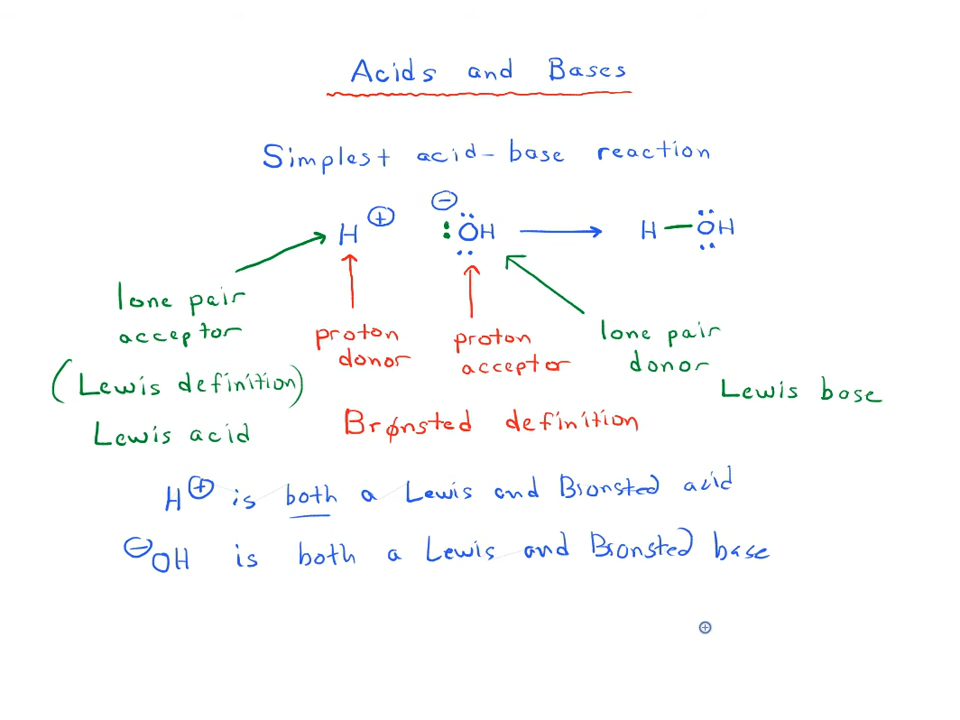 Acids and Bases
Simplest acid-base reaction
H⊕ ⊖:ÖH → H—ÖH
lone pair
acceptor
(Lewis definition)
Lewis acid
proton
donor
proton
acceptor
lone pair
donor
Lewis base
Brønsted definition
H⊕ is both a Lewis and Bronsted acid
⊖OH is both a Lewis and Bronsted base